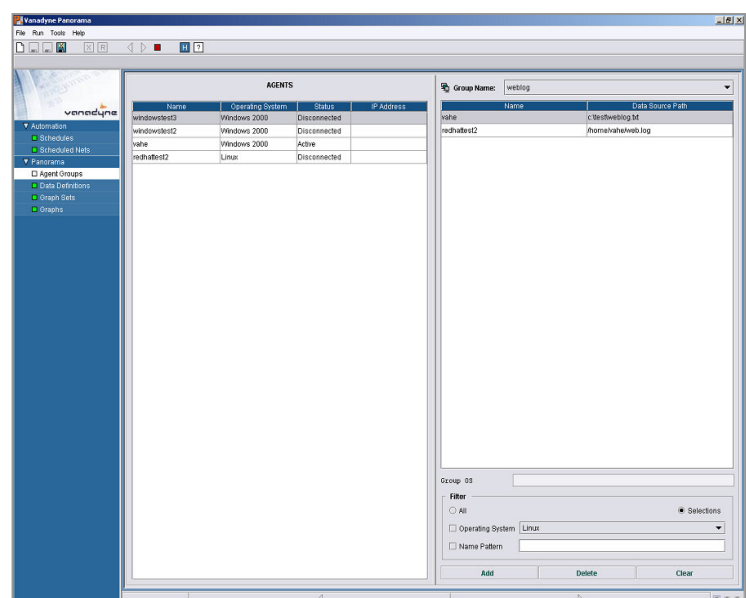 Vanadyne Panorama
File Run Tools Help
X R H ?
vanadyne
Automation
Schedules
Scheduled Nets
Panorama
Agent Groups
Data Definitions
Graph Sets
Graphs
AGENTS
Name Operating System Status IP Address
windowstest3 Windows 2000 Disconnected
windowstest2 Windows 2000 Disconnected
vahe Windows 2000 Active
redhattest2 Linux Disconnected
Group Name: weblog
Name Data Source Path
vahe c:\test\weblog.txt
redhattest2 /home/vahe/web.log
Group OS
Filter
All Selections
Operating System Linux
Name Pattern
Add Delete Clear